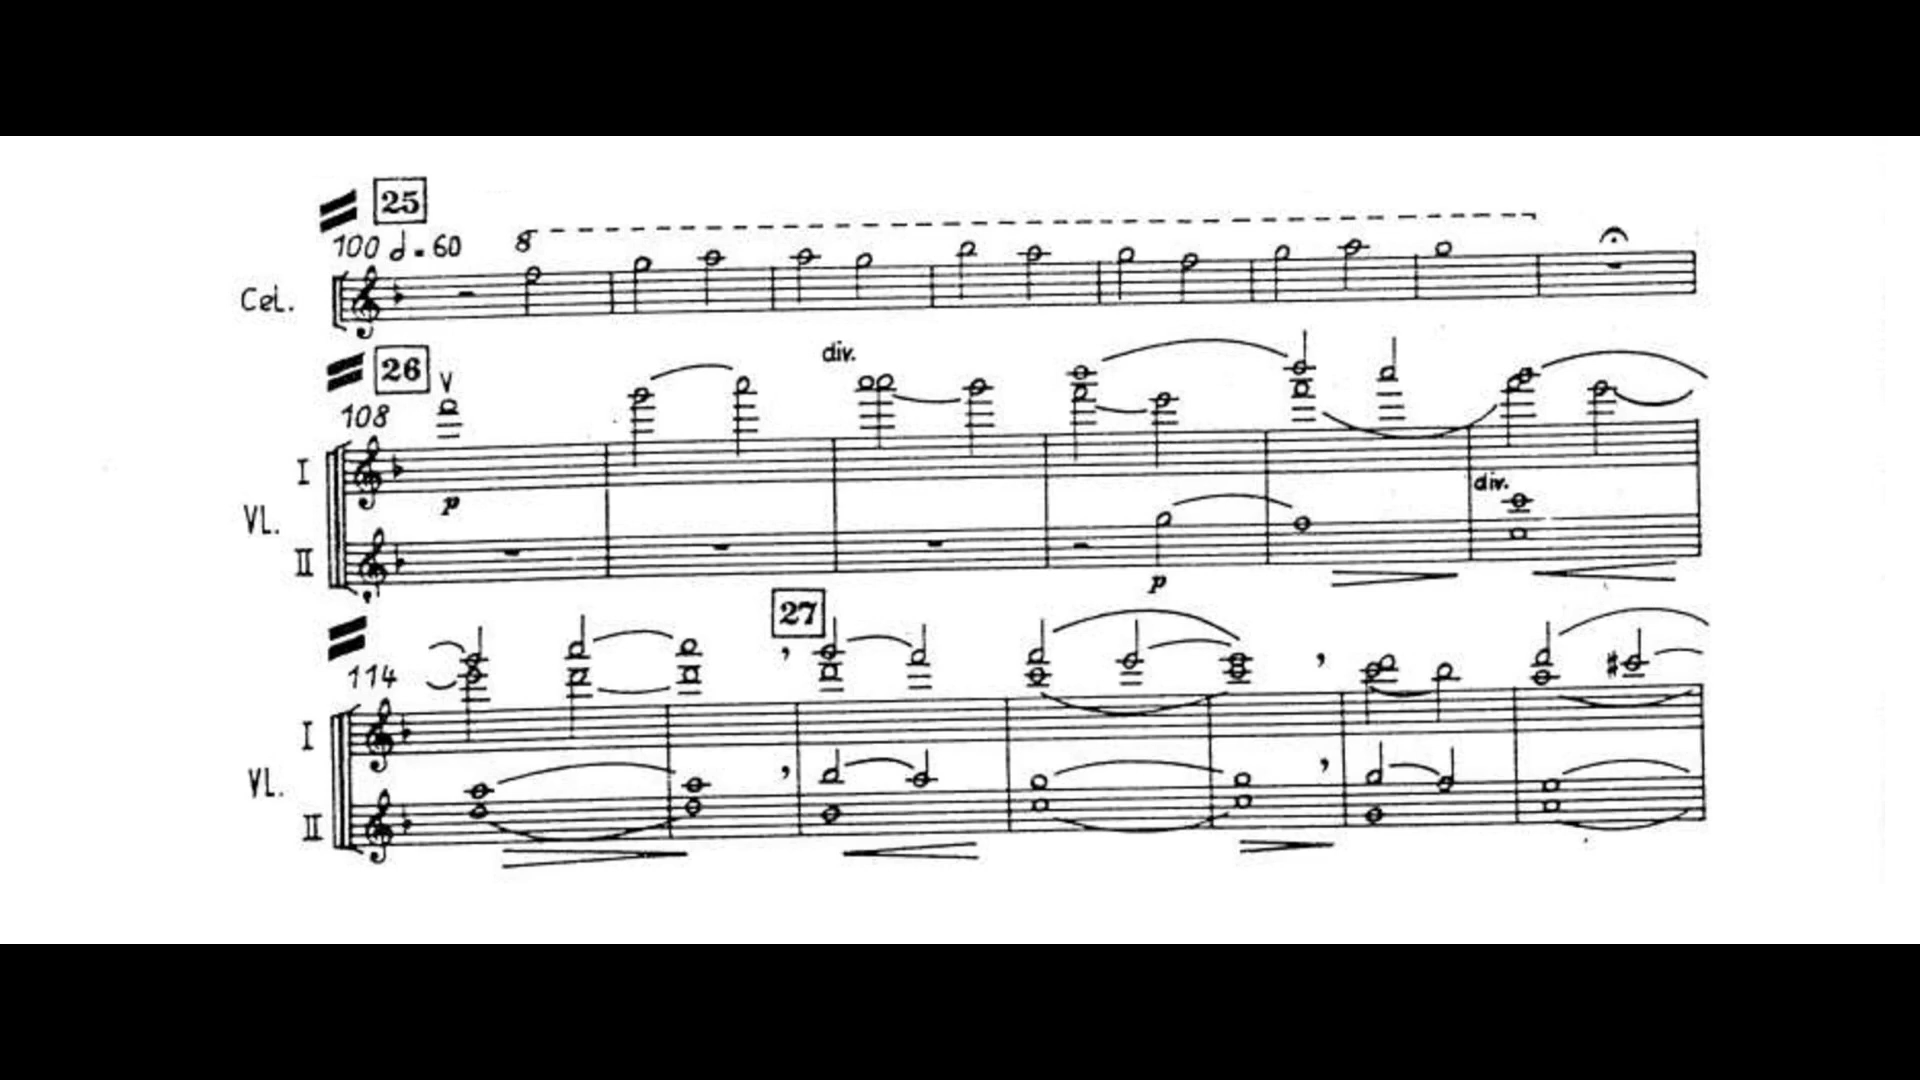 25
100 𝅗𝅥 = 60 8
Cel.
26 V div.
108
I
p div.
VL.
II
p
27
114
I
VL.
II